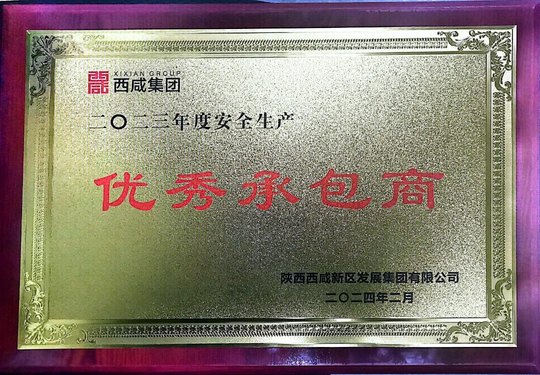 XIXIAN GROUP
西咸集团
二〇二三年度安全生产
优秀承包商
陕西西咸新区发展集团有限公司
二〇二四年二月